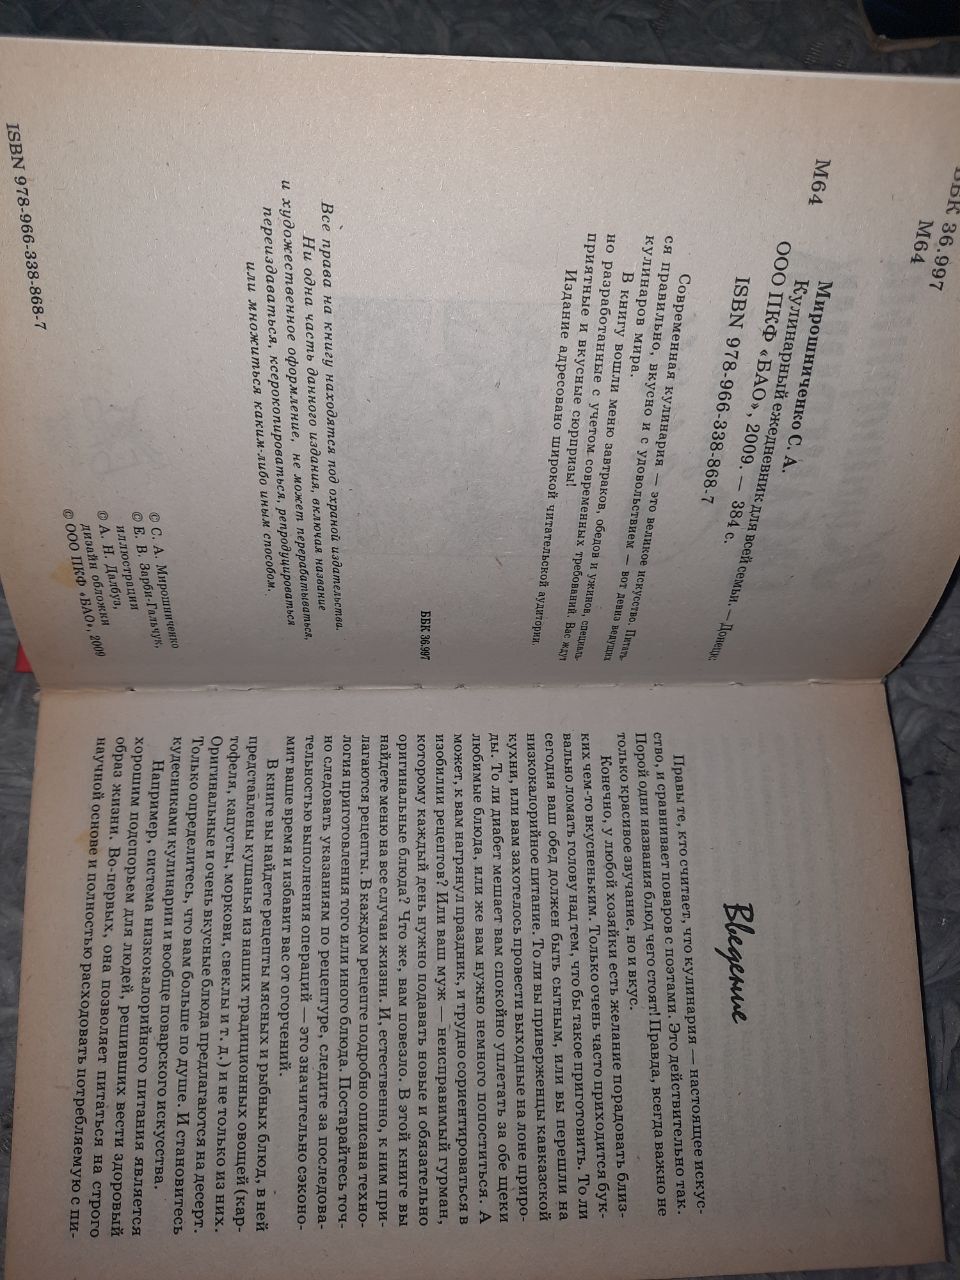 ББК 36.997
М64
М64
Мирошниченко С. А.
Кулинарный ежедневник для всей семьи. — Донецк:
ООО ПКФ «БАО», 2009. — 384 с.
ISBN 978-966-338-868-7
Современная кулинария — это великое искусство. Питать-
ся правильно, вкусно и с удовольствием — вот девиз ведущих
кулинаров мира.
В книгу вошли меню завтраков, обедов и ужинов, специаль-
но разработанные с учетом современных требований. Вас ждут
приятные и вкусные сюрпризы!
Издание адресовано широкой читательской аудитории.
ББК 36.997
Все права на книгу находятся под охраной издательства.
Ни одна часть данного издания, включая название
и художественное оформление, не может перерабатываться,
переиздаваться, ксерокопироваться, репродуцироваться
или множиться каким-либо иным способом.
© С. А. Мирошниченко
© Е. В. Зарби-Гальчук,
иллюстрации
© А. Н. Далбуз,
дизайн обложки
© ООО ПКФ «БАО», 2009
ISBN 978-966-338-868-7
Введение
Правы те, кто считает, что кулинария — настоящее искус-
ство, и сравнивает поваров с поэтами. Это действительно так.
Порой одни названия блюд чего стоят! Правда, всегда важно не
только красивое звучание, но и вкус.
Конечно, у любой хозяйки есть желание порадовать близ-
ких чем-то вкусненьким. Только очень часто приходится бук-
вально ломать голову над тем, что бы такое приготовить. То ли
сегодня ваш обед должен быть сытным, или вы перешли на
низкокалорийное питание. То ли вы приверженцы кавказской
кухни, или вам захотелось провести выходные на лоне приро-
ды. То ли диабет мешает вам спокойно уплетать за обе щеки
любимые блюда, или же вам нужно немного попоститься. А
может, к вам нагрянул праздник, и трудно сориентироваться в
изобилии рецептов? Или ваш муж — неисправимый гурман,
которому каждый день нужно подавать новые и обязательно
оригинальные блюда? Что же, вам повезло. В этой книге вы
найдете меню на все случаи жизни. И, естественно, к ним при-
лагаются рецепты. В каждом рецепте подробно описана техно-
логия приготовления того или иного блюда. Постарайтесь точ-
но следовать указаниям по рецептуре, следите за последова-
тельностью выполнения операций — это значительно сэконо-
мит ваше время и избавит вас от огорчений.
В книге вы найдете рецепты мясных и рыбных блюд, в ней
представлены кушанья из наших традиционных овощей (кар-
тофеля, капусты, моркови, свеклы и т. д.) и не только из них.
Оригинальные и очень вкусные блюда предлагаются на десерт.
Только определитесь, что вам больше по душе. И становитесь
кудесниками кулинарии и вообще поварского искусства.
Например, система низкокалорийного питания является
хорошим подспорьем для людей, решивших вести здоровый
образ жизни. Во-первых, она позволяет питаться на строго
научной основе и полностью расходовать потребляемую с пи-